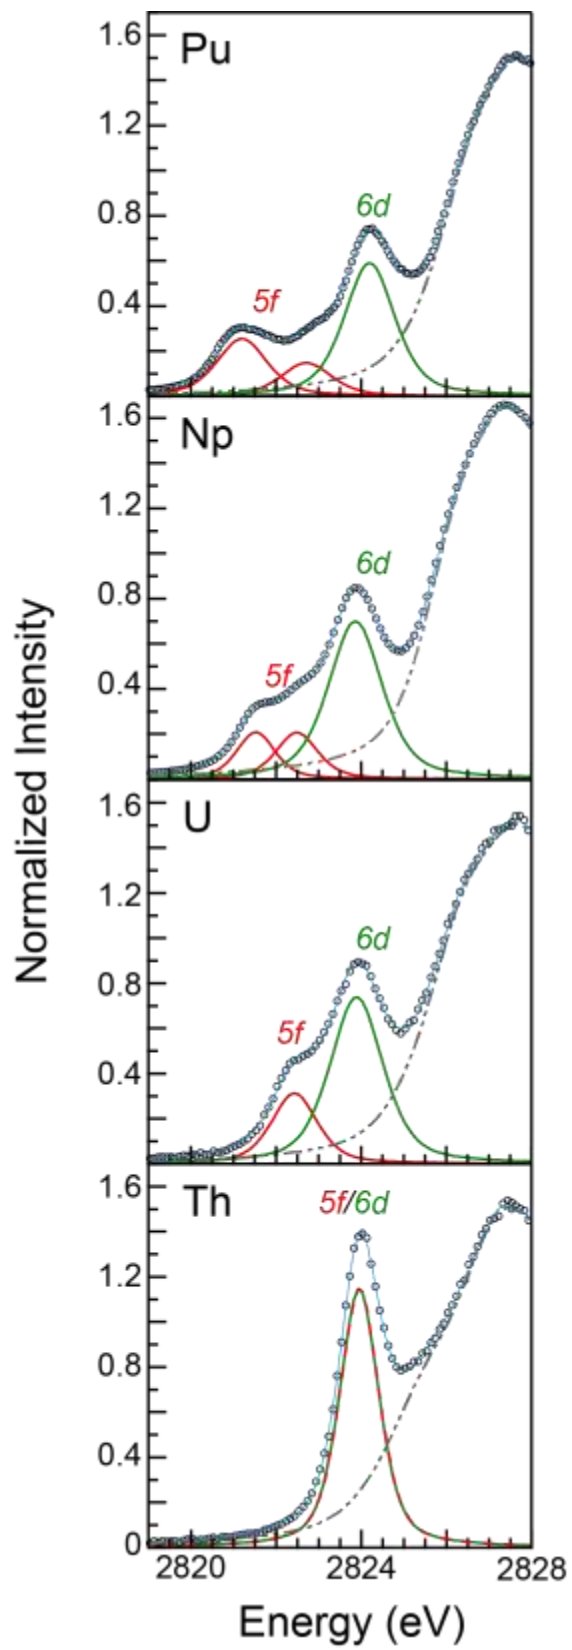 Normalized Intensity
Pu
1.6
1.2
0.8
0.4
5f
6d
Np
1.6
1.2
0.8
0.4
5f
6d
U
1.6
1.2
0.8
0.4
5f
6d
Th
1.6
1.2
0.8
0.4
0
5f/6d
2820 2824 2828
Energy (eV)